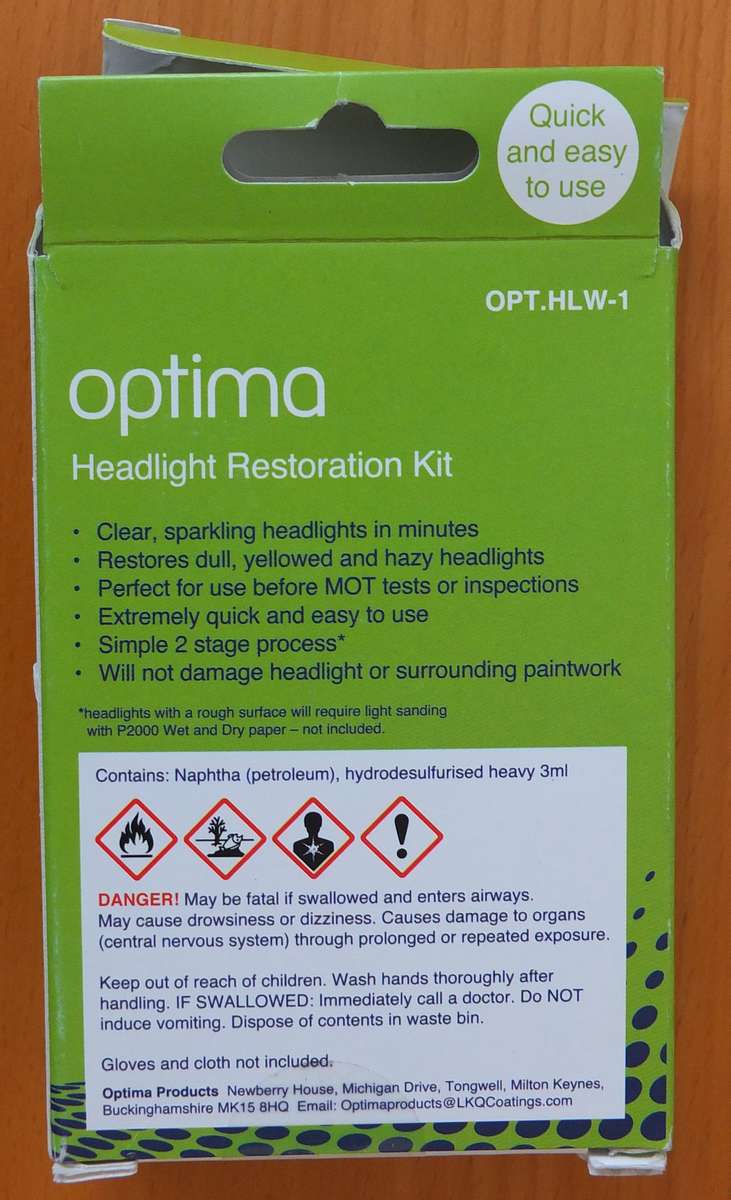 Quick
and easy
to use
OPT.HLW-1
optima
Headlight Restoration Kit
• Clear, sparkling headlights in minutes
• Restores dull, yellowed and hazy headlights
• Perfect for use before MOT tests or inspections
• Extremely quick and easy to use
• Simple 2 stage process*
• Will not damage headlight or surrounding paintwork
*headlights with a rough surface will require light sanding
with P2000 Wet and Dry paper – not included.
Contains: Naphtha (petroleum), hydrodesulfurised heavy 3ml
DANGER! May be fatal if swallowed and enters airways.
May cause drowsiness or dizziness. Causes damage to organs
(central nervous system) through prolonged or repeated exposure.
Keep out of reach of children. Wash hands thoroughly after
handling. IF SWALLOWED: Immediately call a doctor. Do NOT
induce vomiting. Dispose of contents in waste bin.
Gloves and cloth not included.
Optima Products Newberry House, Michigan Drive, Tongwell, Milton Keynes,
Buckinghamshire MK15 8HQ Email: Optimaproducts@LKQCoatings.com